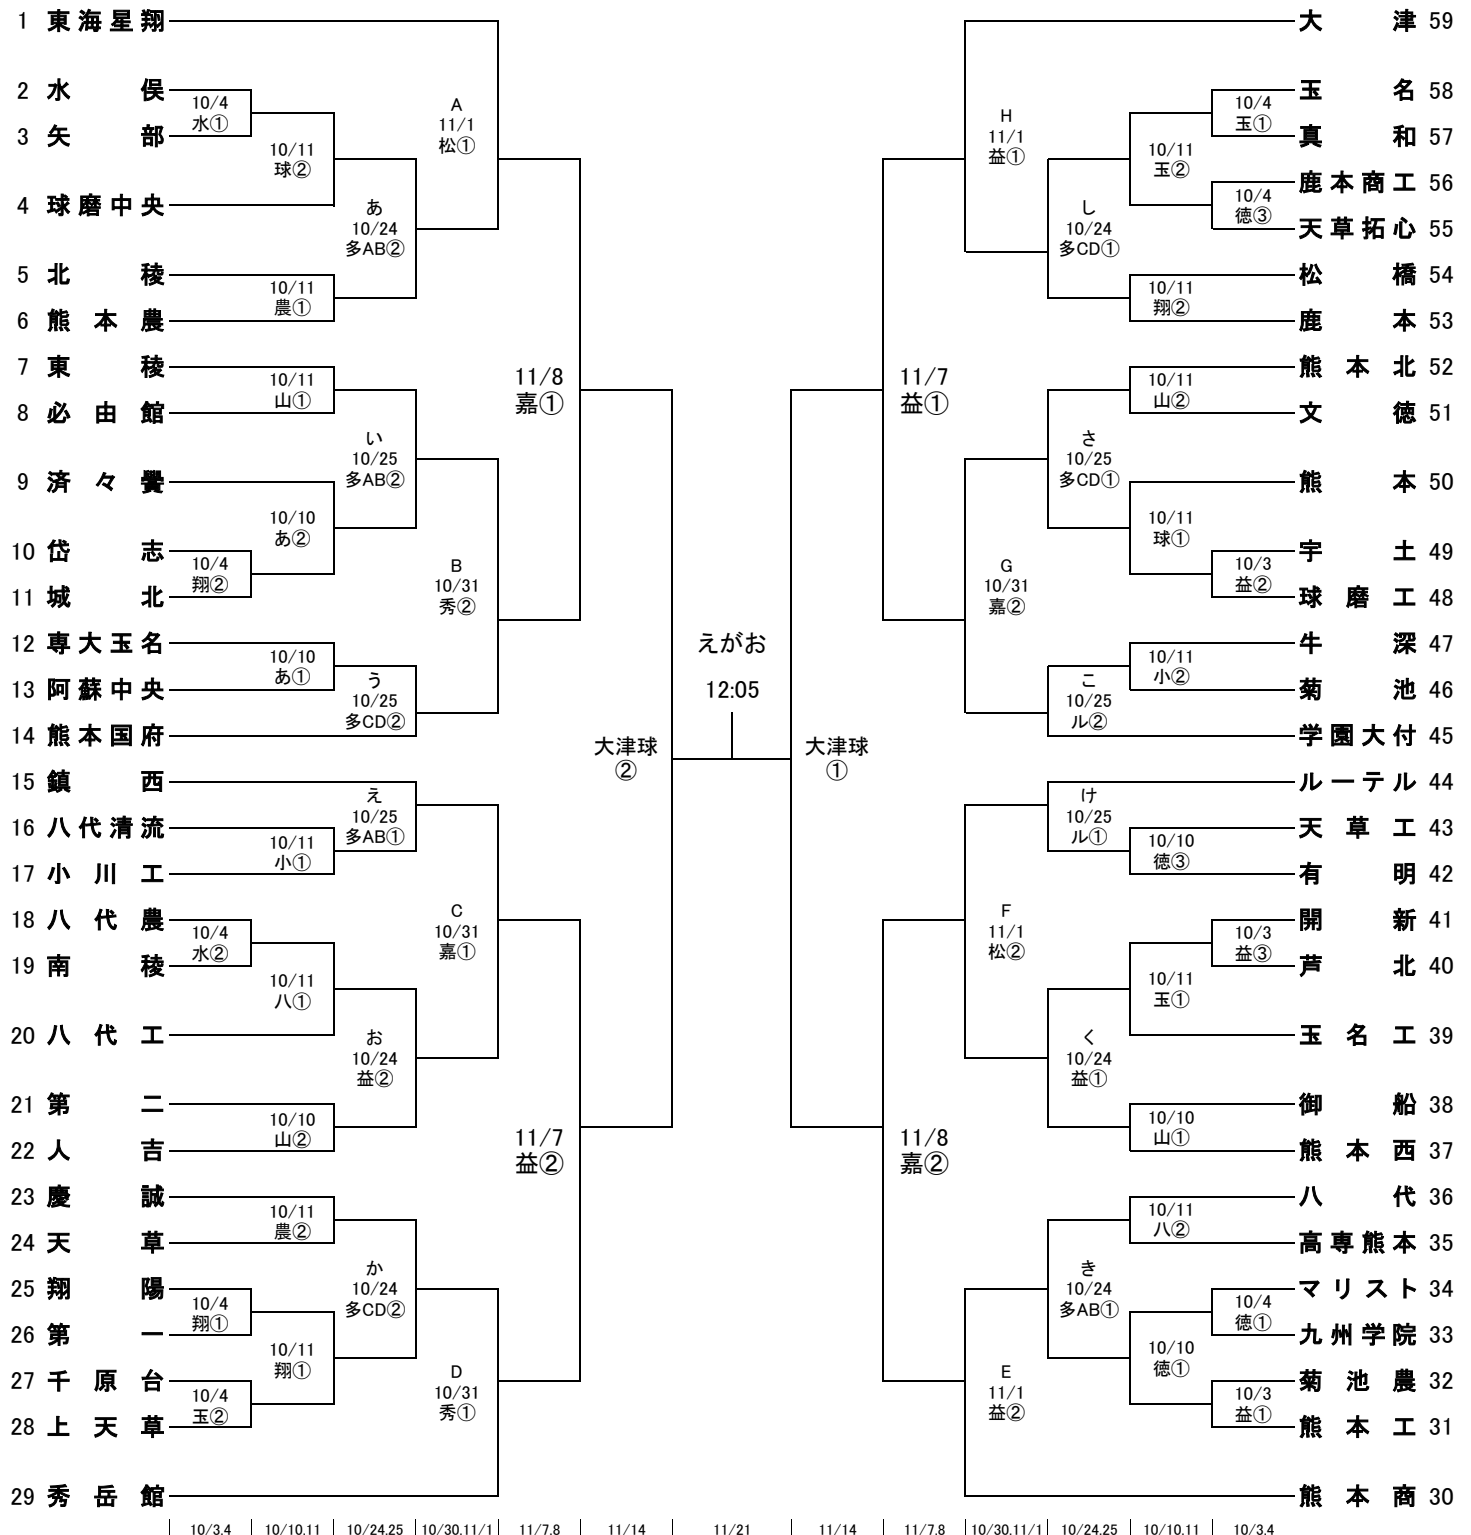 1 東海星翔
2 水俣
3 矢部
4 球磨中央
5 北稜
6 熊本農
7 東稜
8 必由館
9 済々黌
10 岱志
11 城北
12 専大玉名
13 阿蘇中央
14 熊本国府
15 鎮西
16 八代清流
17 小川工
18 八代農
19 南稜
20 八代工
21 第二
22 人吉
23 慶誠
24 天草
25 翔陽
26 第一
27 千原台
28 上天草
29 秀岳館
10/4
水①
10/4
翔②
10/4
水②
10/4
翔①
10/4
玉②
10/11
球②
10/11
農①
10/11
山①
10/10
あ②
10/10
あ①
10/11
小①
10/11
八①
10/10
山②
10/11
農②
10/11
翔①
あ
10/24
多AB②
い
10/25
多AB②
う
10/25
多CD②
え
10/25
多AB①
お
10/24
益②
か
10/24
多CD②
A
11/1
松①
B
10/31
秀②
C
10/31
嘉①
D
10/31
秀①
11/8
嘉①
11/7
益②
大津球
②
えがお
12:05
大津球
①
11/7
益①
11/8
嘉②
H
11/1
益①
G
10/31
嘉②
F
11/1
松②
E
11/1
益②
し
10/24
多CD①
さ
10/25
多CD①
こ
10/25
ル②
け
10/25
ル①
く
10/24
益①
き
10/24
多AB①
10/11
玉②
10/11
翔②
10/11
山②
10/11
球①
10/11
小②
10/10
徳③
10/11
玉①
10/10
山①
10/11
八②
10/10
徳①
10/4
玉①
10/4
徳③
10/3
益②
10/3
益③
10/4
徳①
10/3
益①
大津 59
玉名 58
真和 57
鹿本商工 56
天草拓心 55
松橋 54
鹿本 53
熊本北 52
文徳 51
熊本 50
宇土 49
球磨工 48
牛深 47
菊池 46
学園大付 45
ルーテル 44
天草工 43
有明 42
開新 41
芦北 40
玉名工 39
御船 38
熊本西 37
八代 36
高専熊本 35
マリスト 34
九州学院 33
菊池農 32
熊本工 31
熊本商 30
10/3.4 10/10.11 10/24.25 10/30.11/1 11/7.8 11/14 11/21 11/14 11/7.8 10/30.11/1 10/24.25 10/10.11 10/3.4